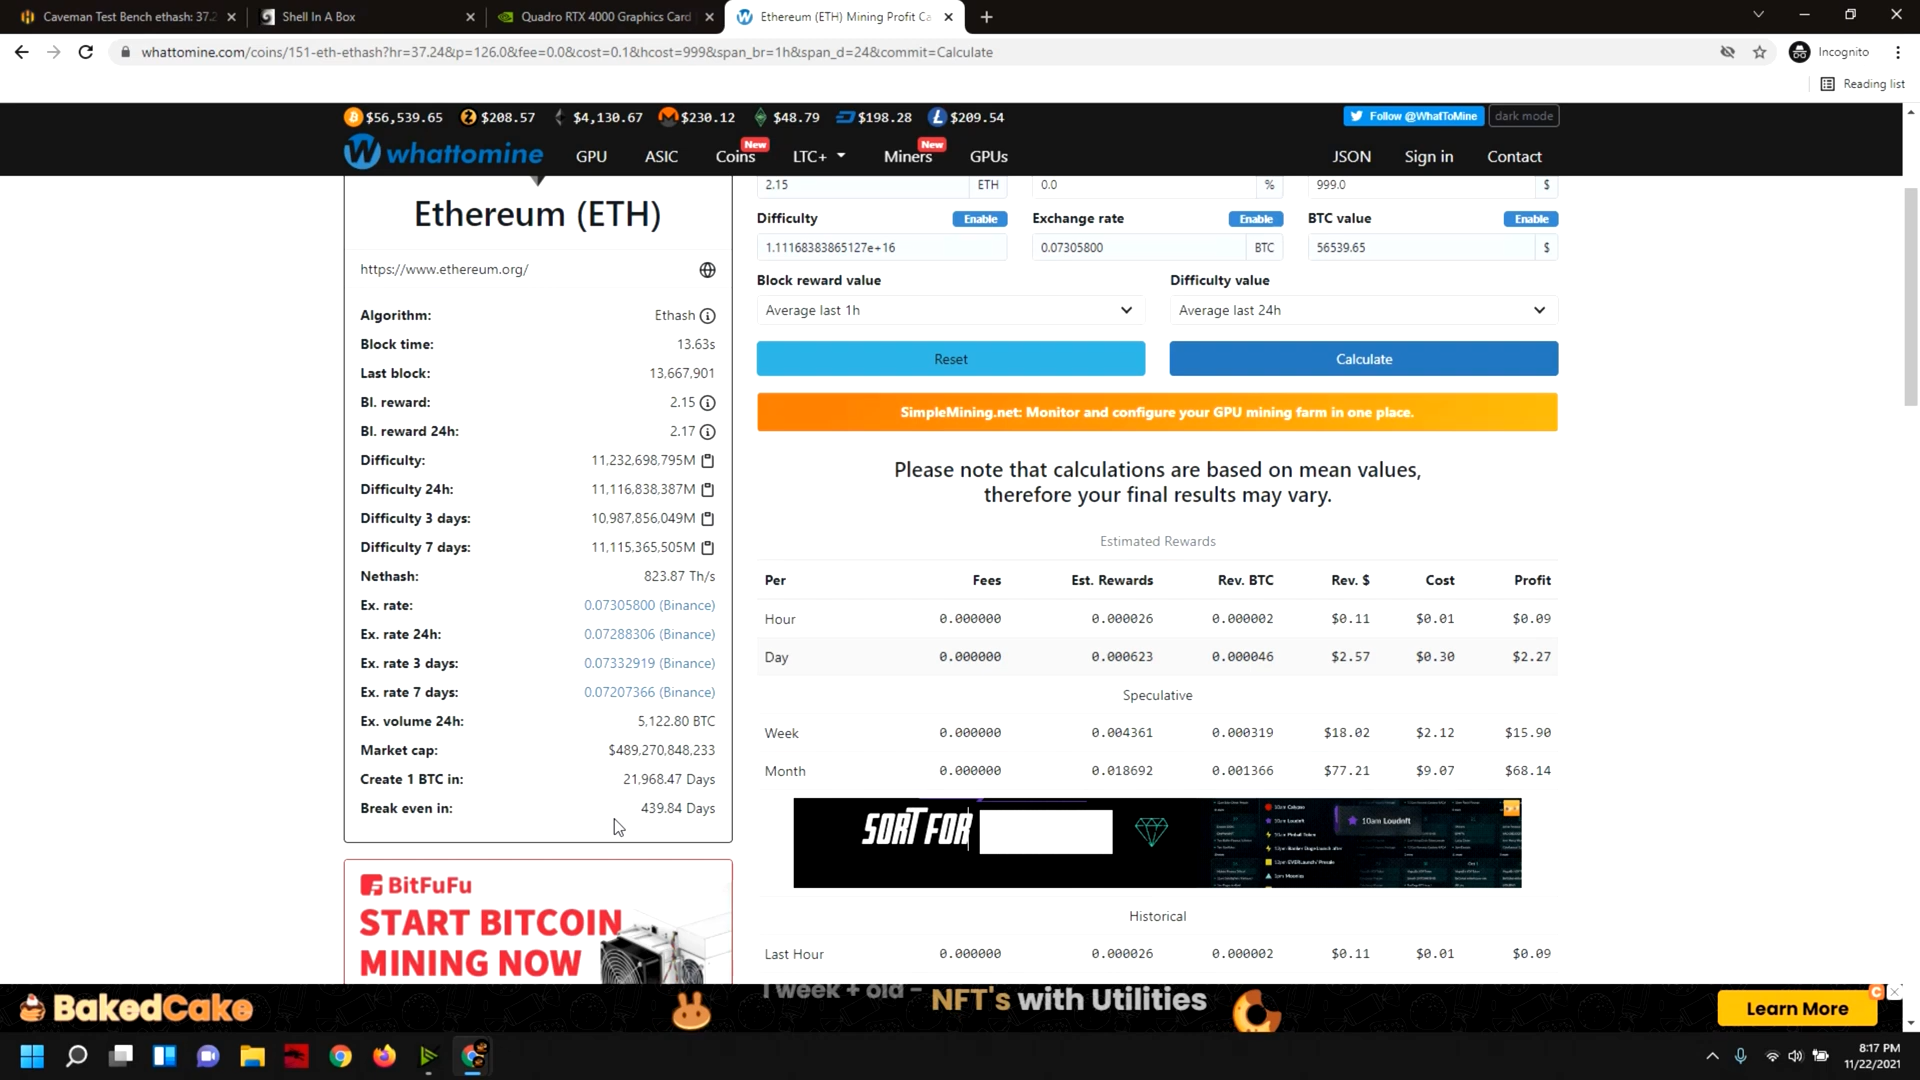 Caveman Test Bench ethash: 37.2
Shell In A Box
Quadro RTX 4000 Graphics Card
Ethereum (ETH) Mining Profit Ca
whattomine.com/coins/151-eth-ethash?hr=37.24&p=126.0&fee=0.0&cost=0.1&hcost=999&span_br=1h&span_d=24&commit=Calculate
Incognito
Reading list
$56,539.65 $208.57 $4,130.67 $230.12 $48.79 $198.28 $209.54
Follow @WhatToMine
dark mode
whattomine
GPU
ASIC
Coins
New
LTC+
Miners
New
GPUs
JSON
Sign in
Contact
Ethereum (ETH)
https://www.ethereum.org/
Algorithm: Ethash
Block time: 13.63s
Last block: 13,667,901
Bl. reward: 2.15
Bl. reward 24h: 2.17
Difficulty: 11,232,698,795M
Difficulty 24h: 11,116,838,387M
Difficulty 3 days: 10,987,856,049M
Difficulty 7 days: 11,115,365,505M
Nethash: 823.87 Th/s
Ex. rate: 0.07305800 (Binance)
Ex. rate 24h: 0.07288306 (Binance)
Ex. rate 3 days: 0.07332919 (Binance)
Ex. rate 7 days: 0.07207366 (Binance)
Ex. volume 24h: 5,122.80 BTC
Market cap: $489,270,848,233
Create 1 BTC in: 21,968.47 Days
Break even in: 439.84 Days
BitFuFu
START BITCOIN
MINING NOW
2.15 ETH 0.0 % 999.0 $
Difficulty Enable Exchange rate Enable BTC value Enable
1.11168383865127e+16 0.07305800 BTC 56539.65 $
Block reward value Difficulty value
Average last 1h Average last 24h
Reset Calculate
SimpleMining.net: Monitor and configure your GPU mining farm in one place.
Please note that calculations are based on mean values,
therefore your final results may vary.
Estimated Rewards
Per Fees Est. Rewards Rev. BTC Rev. $ Cost Profit
Hour 0.000000 0.000026 0.000002 $0.11 $0.01 $0.09
Day 0.000000 0.000623 0.000046 $2.57 $0.30 $2.27
Speculative
Week 0.000000 0.004361 0.000319 $18.02 $2.12 $15.90
Month 0.000000 0.018692 0.001366 $77.21 $9.07 $68.14
SORT FOR
10am Loudnft
Historical
Last Hour 0.000000 0.000026 0.000002 $0.11 $0.01 $0.09
BakedCake
1 week + old -
NFT's with Utilities
Learn More
8:17 PM
11/22/2021